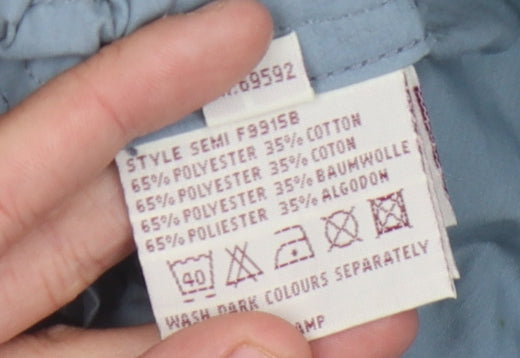 69592
STYLE SEMI F9915B
65% POLYESTER 35% COTTON
65% POLYESTER 35% COTON
65% POLYESTER 35% BAUMWOLLE
65% POLIESTER 35% ALGODON
40
WASH DARK COLOURS SEPARATELY
AMP